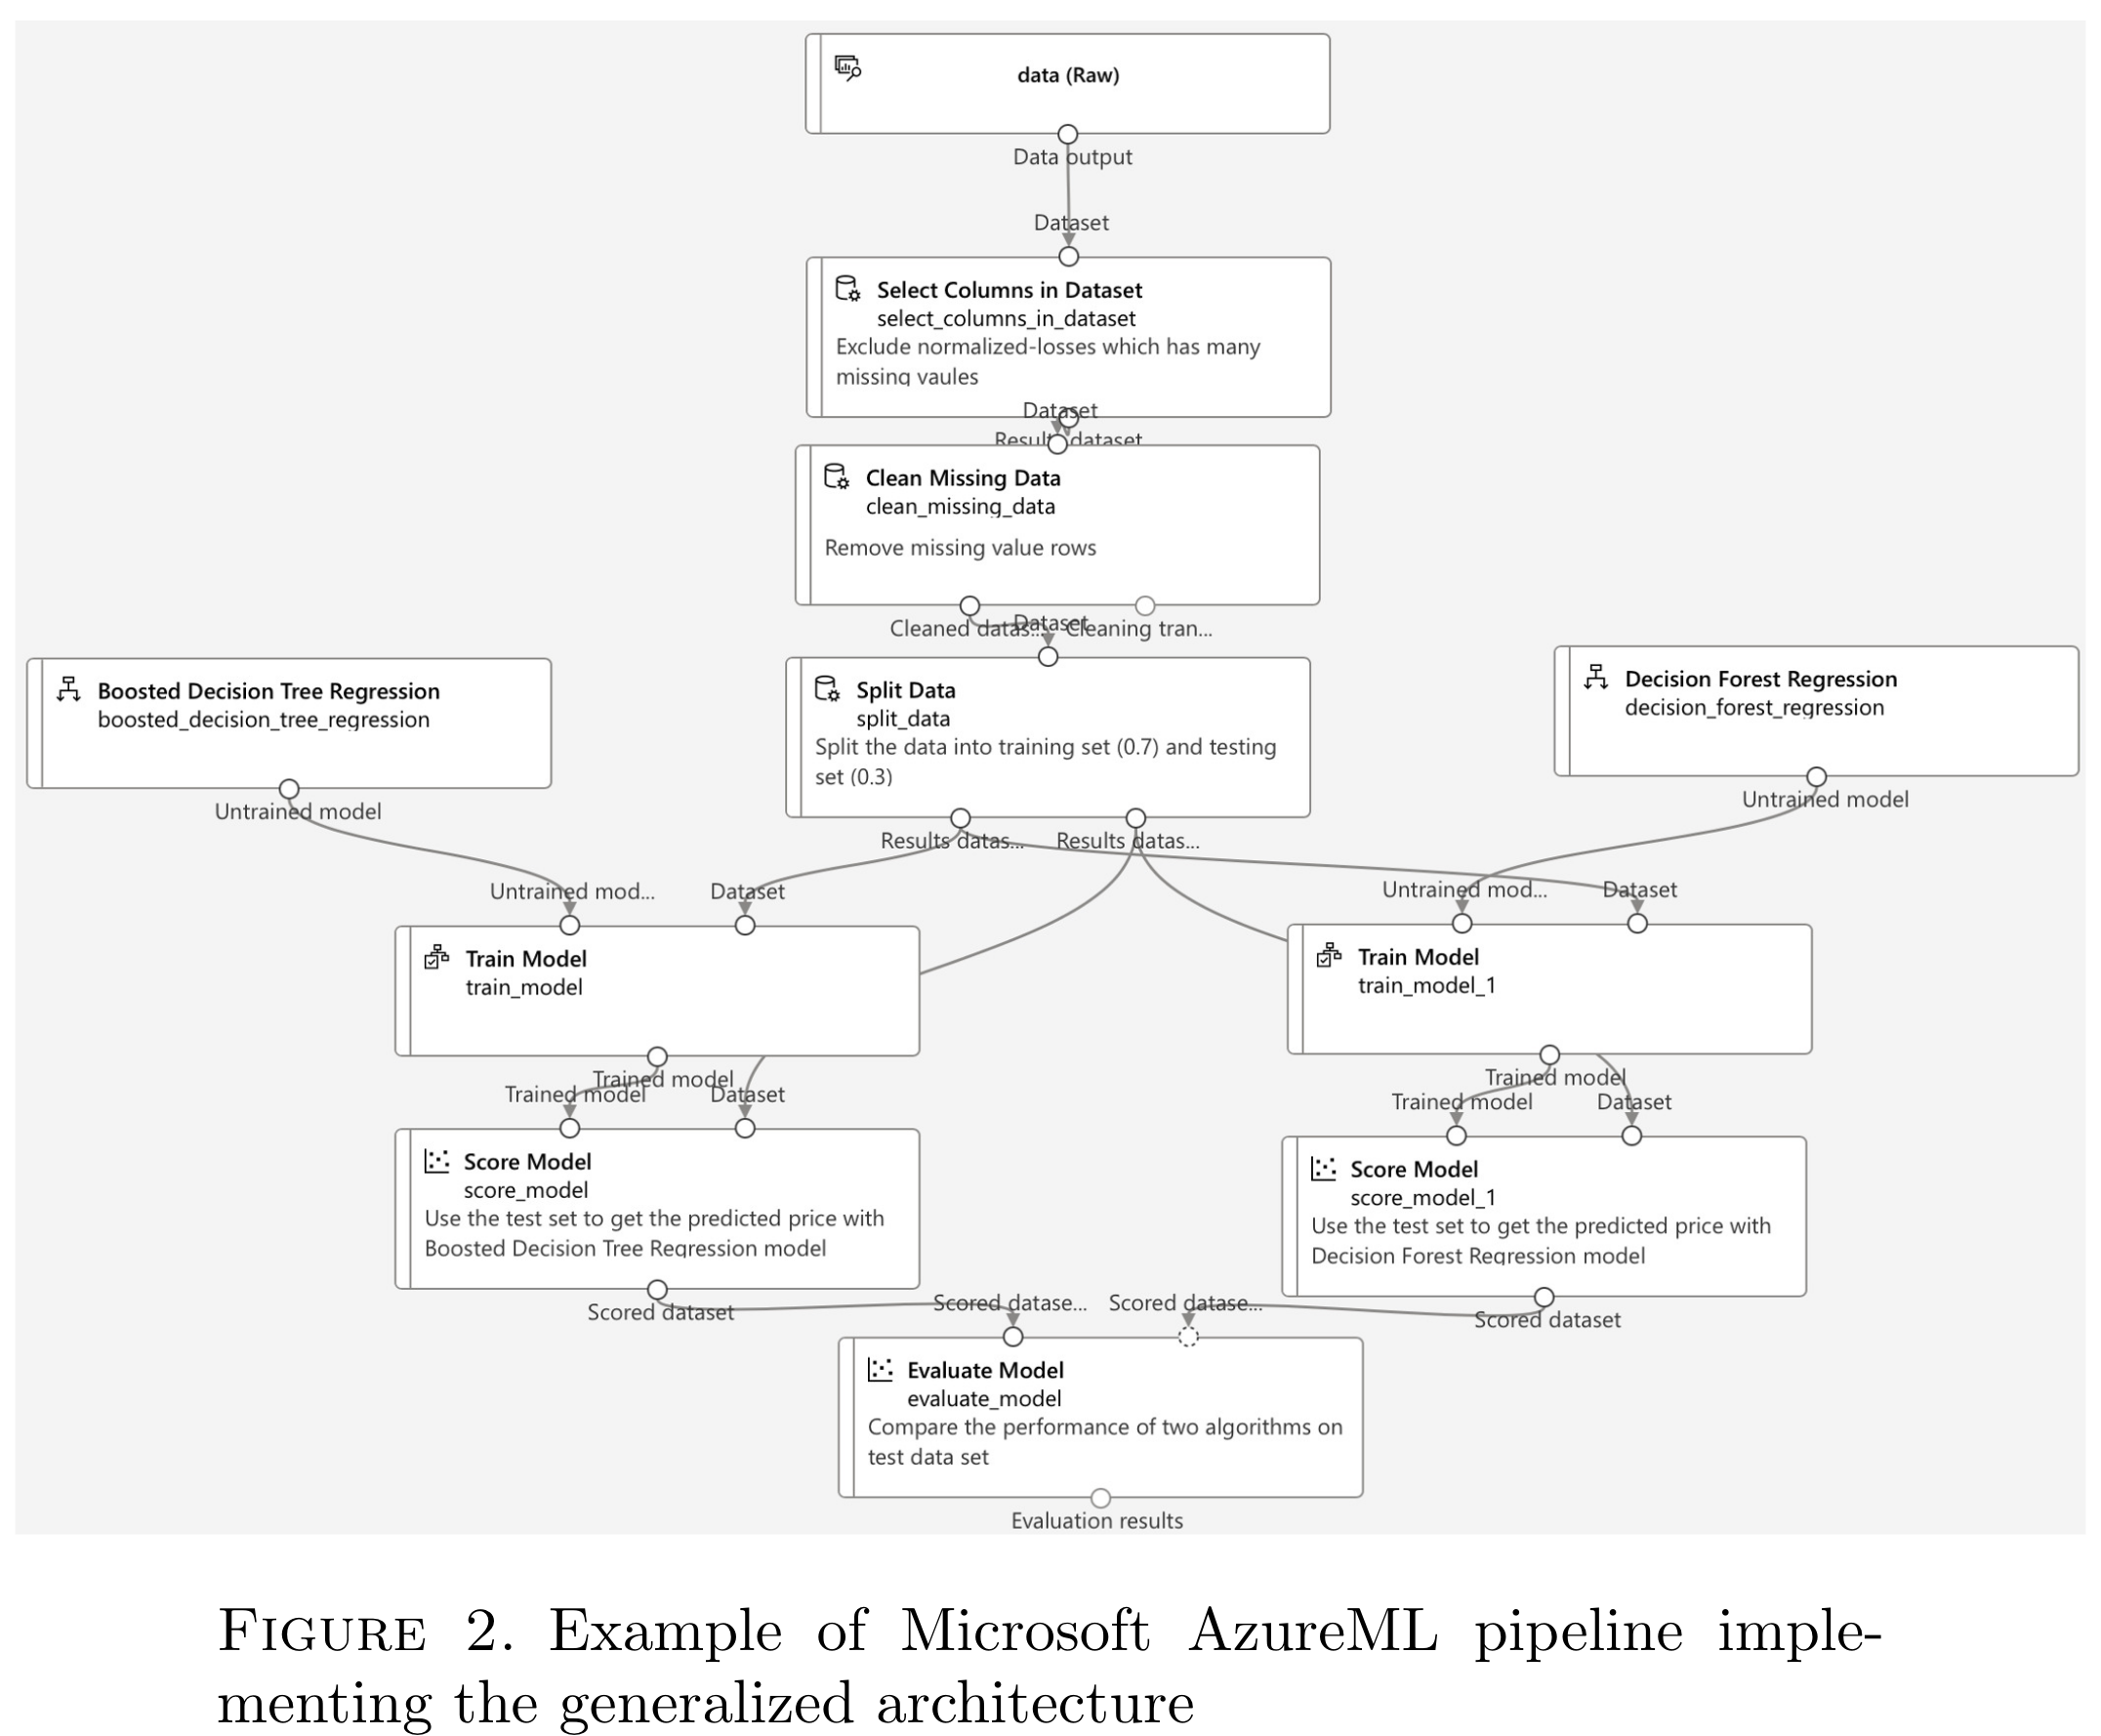 data (Raw)
Data output
Dataset
Select Columns in Dataset
select_columns_in_dataset
Exclude normalized-losses which has many
missing vaules
Dataset
Results dataset
Clean Missing Data
clean_missing_data
Remove missing value rows
Cleaned datas...
Dataset
Cleaning tran...
Boosted Decision Tree Regression
boosted_decision_tree_regression
Untrained model
Split Data
split_data
Split the data into training set (0.7) and testing
set (0.3)
Results datas...
Results datas...
Decision Forest Regression
decision_forest_regression
Untrained model
Untrained mod...
Dataset
Untrained mod...
Dataset
Train Model
train_model
Trained model
Train Model
train_model_1
Trained model
Trained model
Dataset
Trained model
Dataset
Score Model
score_model
Use the test set to get the predicted price with
Boosted Decision Tree Regression model
Scored dataset
Score Model
score_model_1
Use the test set to get the predicted price with
Decision Forest Regression model
Scored dataset
Scored datase...
Scored datase...
Evaluate Model
evaluate_model
Compare the performance of two algorithms on
test data set
Evaluation results
FIGURE 2. Example of Microsoft AzureML pipeline imple-
menting the generalized architecture